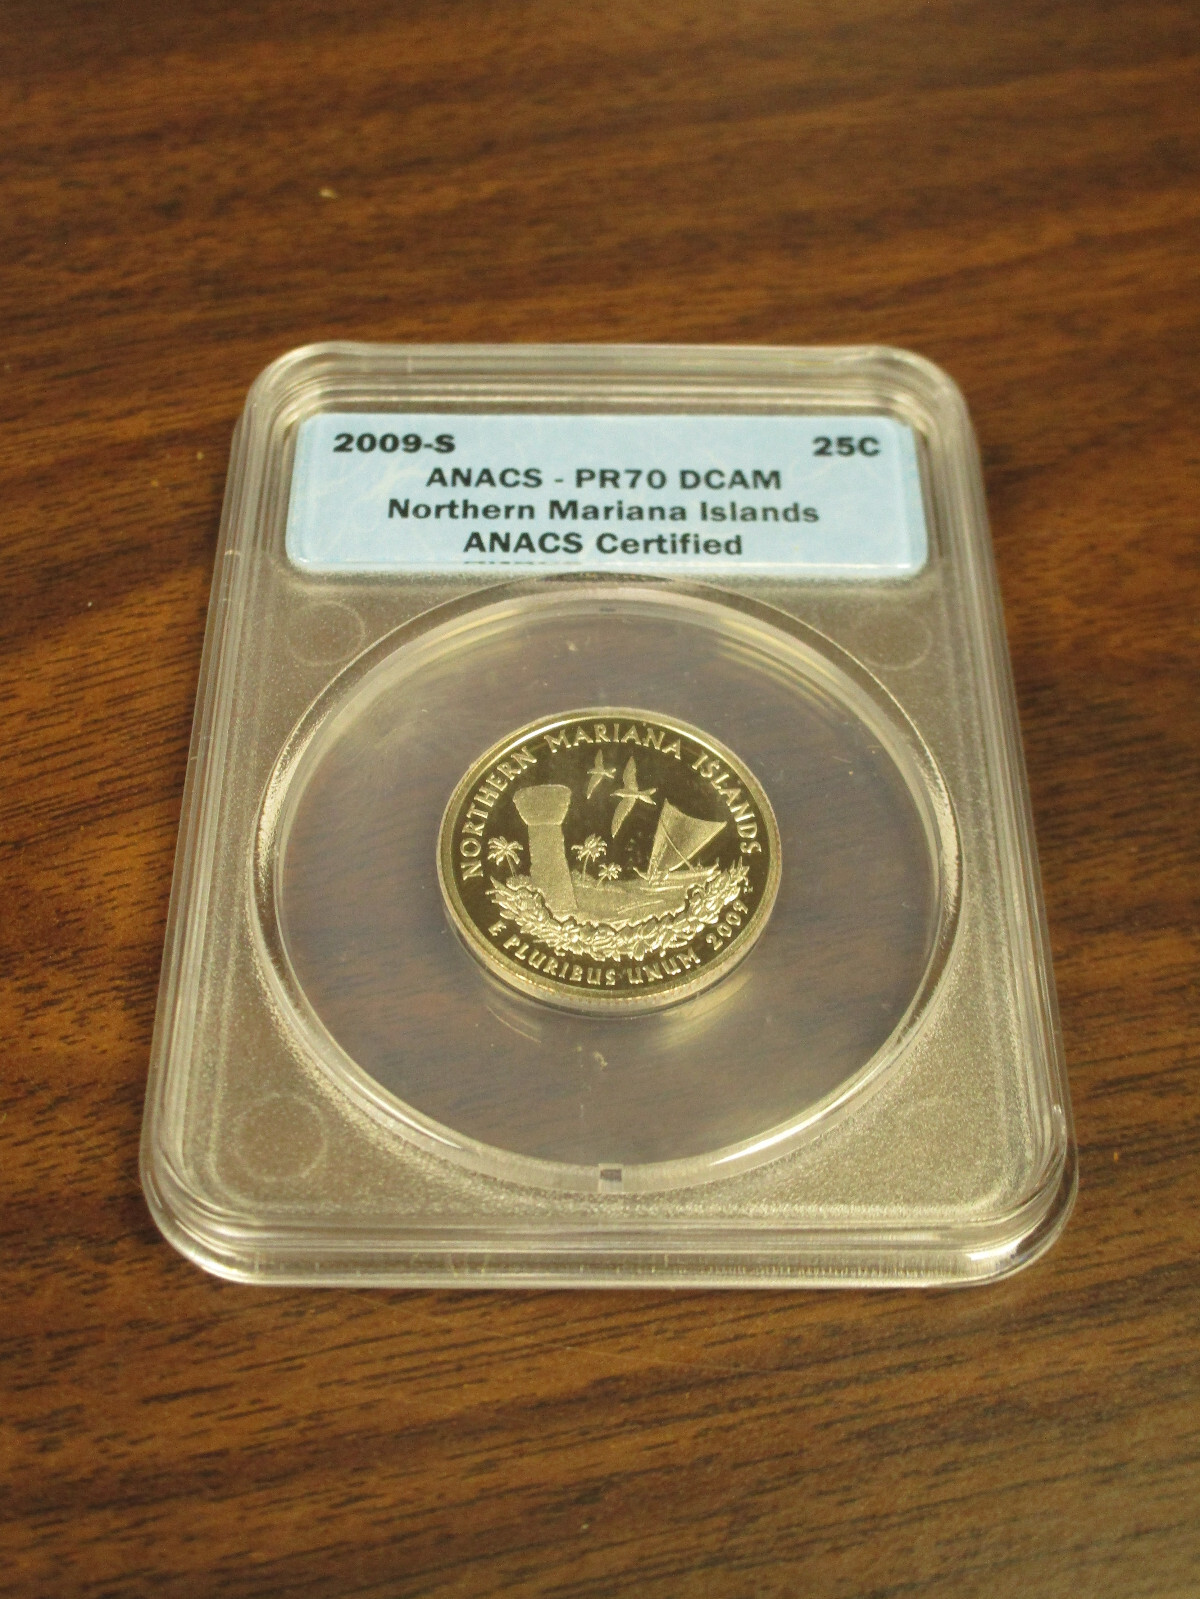 2009-S 25C
ANACS - PR70 DCAM
Northern Mariana Islands
ANACS Certified
NORTHERN MARIANA ISLANDS
E PLURIBUS UNUM 2009